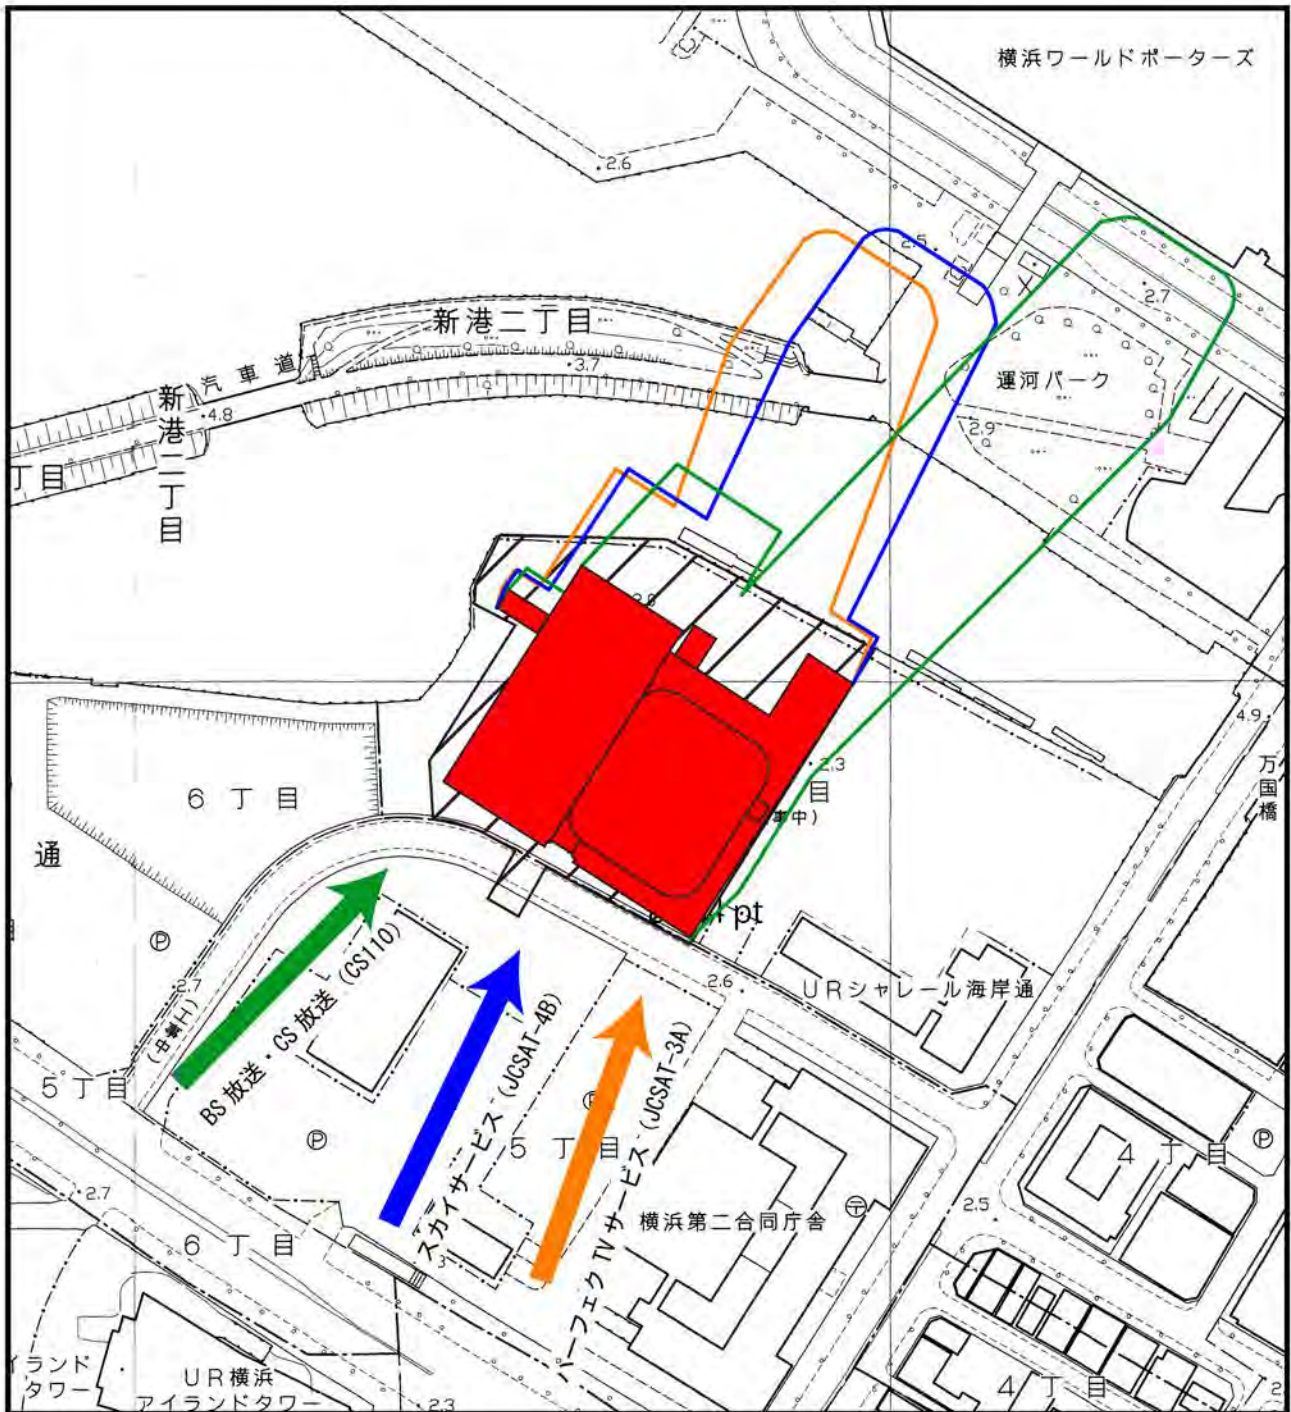 横浜ワールドポーターズ
2.6
2.5
2.7
新港二丁目
3.7
汽車道
4.8
新港二丁目
運河パーク
2.9
丁目
2.8
4.9
万国橋
2.3
目
６丁目
通
pt
2.7
2.6
URシャレール海岸通
BS放送・CS放送（CS110）
スカイサービス（JCSAT-4B）
パーフェクTVサービス（JCSAT-3A）
５丁目
P
P
P
P
５丁目
４丁目
2.7
2.5
６丁目
横浜第二合同庁舎
3
イランド
タワー
UR横浜
アイランドタワー
2.3
４丁目
2.